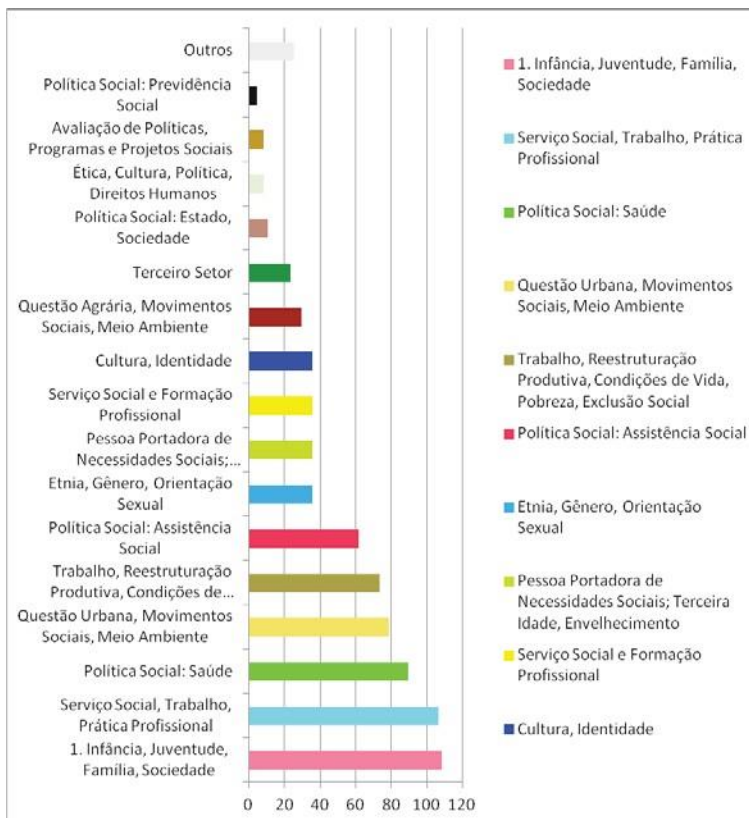 Outros
Política Social: Previdência
Social
Avaliação de Políticas,
Programas e Projetos Sociais
Ética, Cultura, Política,
Direitos Humanos
Política Social: Estado,
Sociedade
Terceiro Setor
Questão Agrária, Movimentos
Sociais, Meio Ambiente
Cultura, Identidade
Serviço Social e Formação
Profissional
Pessoa Portadora de
Necessidades Sociais;...
Etnia, Gênero, Orientação
Sexual
Política Social: Assistência
Social
Trabalho, Reestruturação
Produtiva, Condições de...
Questão Urbana, Movimentos
Sociais, Meio Ambiente
Política Social: Saúde
Serviço Social, Trabalho,
Prática Profissional
1. Infância, Juventude,
Família, Sociedade
0 20 40 60 80 100 120
1. Infância, Juventude, Família,
Sociedade
Serviço Social, Trabalho, Prática
Profissional
Política Social: Saúde
Questão Urbana, Movimentos
Sociais, Meio Ambiente
Trabalho, Reestruturação
Produtiva, Condições de Vida,
Pobreza, Exclusão Social
Política Social: Assistência Social
Etnia, Gênero, Orientação
Sexual
Pessoa Portadora de
Necessidades Sociais; Terceira
Idade, Envelhecimento
Serviço Social e Formação
Profissional
Cultura, Identidade